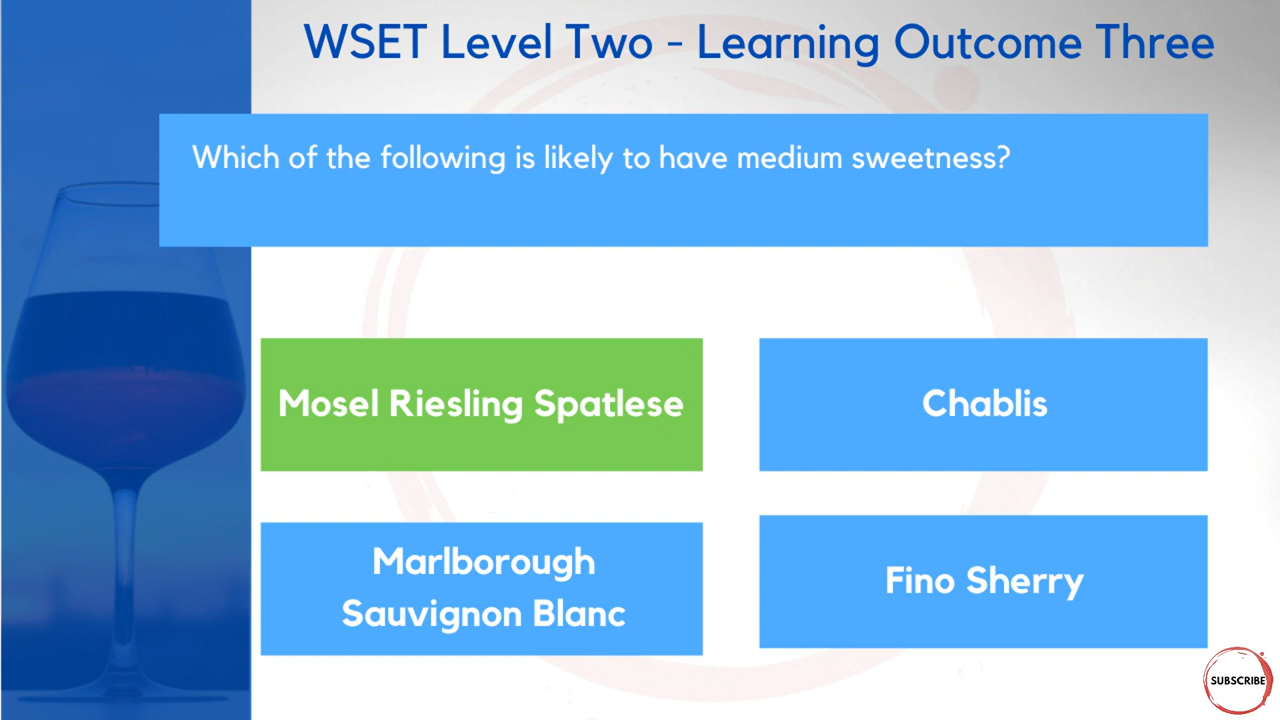 WSET Level Two - Learning Outcome Three
Which of the following is likely to have medium sweetness?
Mosel Riesling Spatlese
Chablis
Marlborough
Sauvignon Blanc
Fino Sherry
SUBSCRIBE